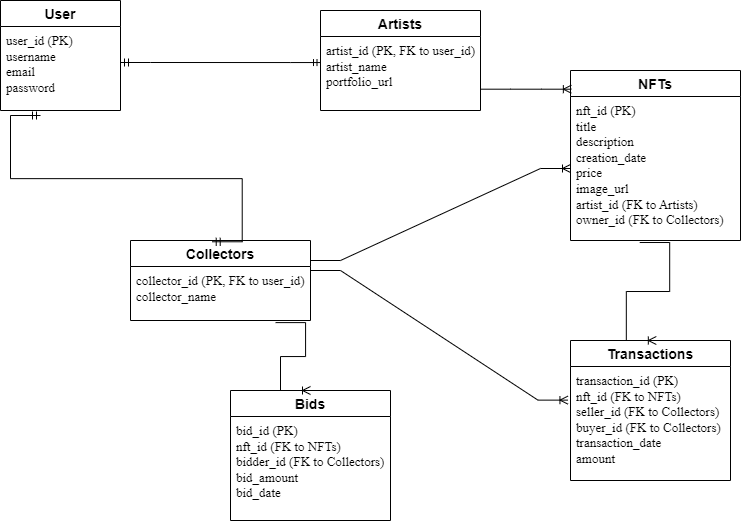 User
user_id (PK)
username
email
password
Artists
artist_id (PK, FK to user_id)
artist_name
portfolio_url
NFTs
nft_id (PK)
title
description
creation_date
price
image_url
artist_id (FK to Artists)
owner_id (FK to Collectors)
Collectors
collector_id (PK, FK to user_id)
collector_name
Transactions
transaction_id (PK)
nft_id (FK to NFTs)
seller_id (FK to Collectors)
buyer_id (FK to Collectors)
transaction_date
amount
Bids
bid_id (PK)
nft_id (FK to NFTs)
bidder_id (FK to Collectors)
bid_amount
bid_date